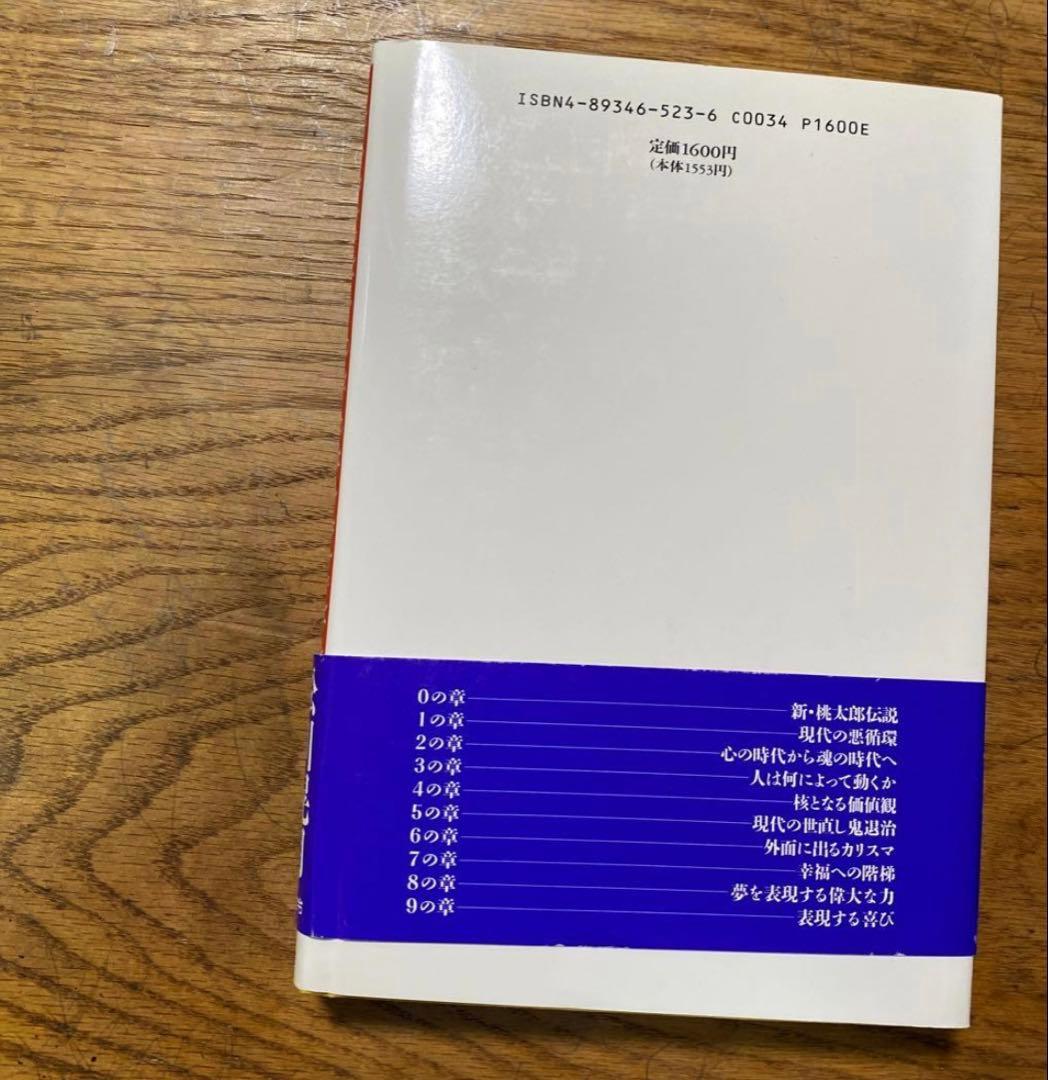 ISBN4-89346-523-6 C0034 P1600E
定価1600円
（本体1553円）
0の章 新・桃太郎伝説
1の章 現代の悪循環
2の章 心の時代から魂の時代へ
3の章 人は何によって動くか
4の章 核となる価値観
5の章 現代の世直し鬼退治
6の章 外面に出るカリスマ
7の章 幸福への階梯
8の章 夢を表現する偉大な力
9の章 表現する喜び